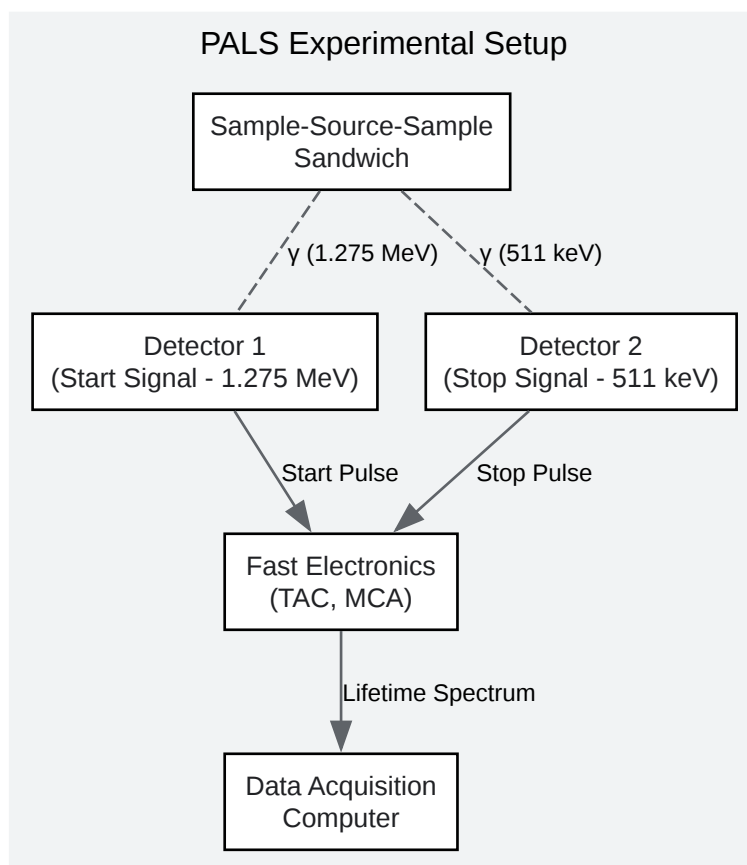 PALS Experimental Setup
Sample-Source-Sample
Sandwich
γ (1.275 MeV)
γ (511 keV)
Detector 1
(Start Signal - 1.275 MeV)
Detector 2
(Stop Signal - 511 keV)
Start Pulse
Stop Pulse
Fast Electronics
(TAC, MCA)
Lifetime Spectrum
Data Acquisition
Computer